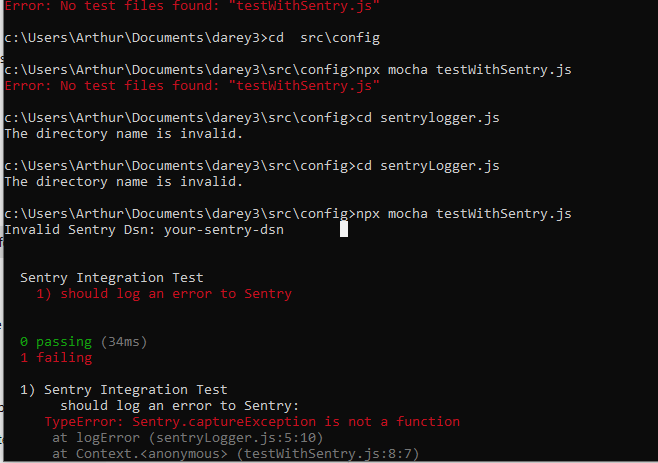 Error: No test files found: "testWithSentry.js"
c:\Users\Arthur\Documents\darey3>cd  src\config
c:\Users\Arthur\Documents\darey3\src\config>npx mocha testWithSentry.js
Error: No test files found: "testWithSentry.js"
c:\Users\Arthur\Documents\darey3\src\config>cd sentrylogger.js
The directory name is invalid.
c:\Users\Arthur\Documents\darey3\src\config>cd sentryLogger.js
The directory name is invalid.
c:\Users\Arthur\Documents\darey3\src\config>npx mocha testWithSentry.js
Invalid Sentry Dsn: your-sentry-dsn
Sentry Integration Test
1) should log an error to Sentry
0 passing (34ms)
1 failing
1) Sentry Integration Test
should log an error to Sentry:
TypeError: Sentry.captureException is not a function
at logError (sentryLogger.js:5:10)
at Context.<anonymous> (testWithSentry.js:8:7)